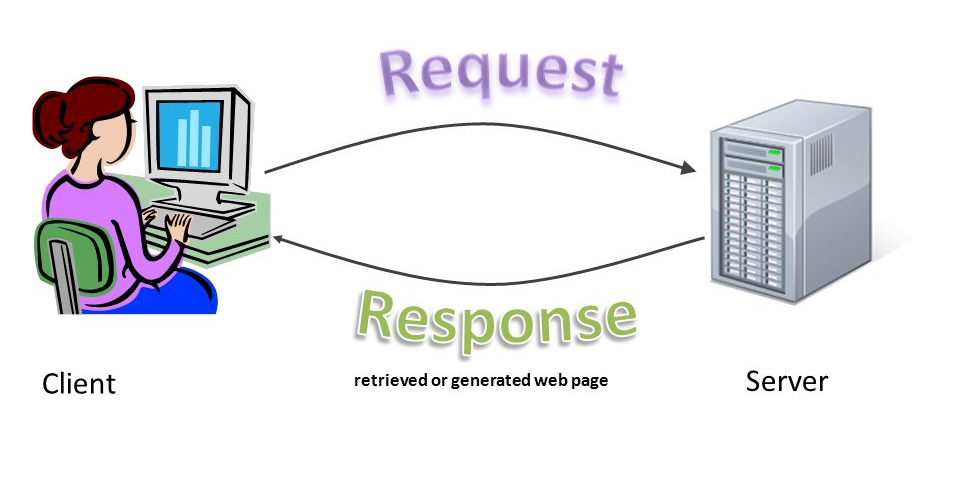 Request
Response
retrieved or generated web page
Client
Server